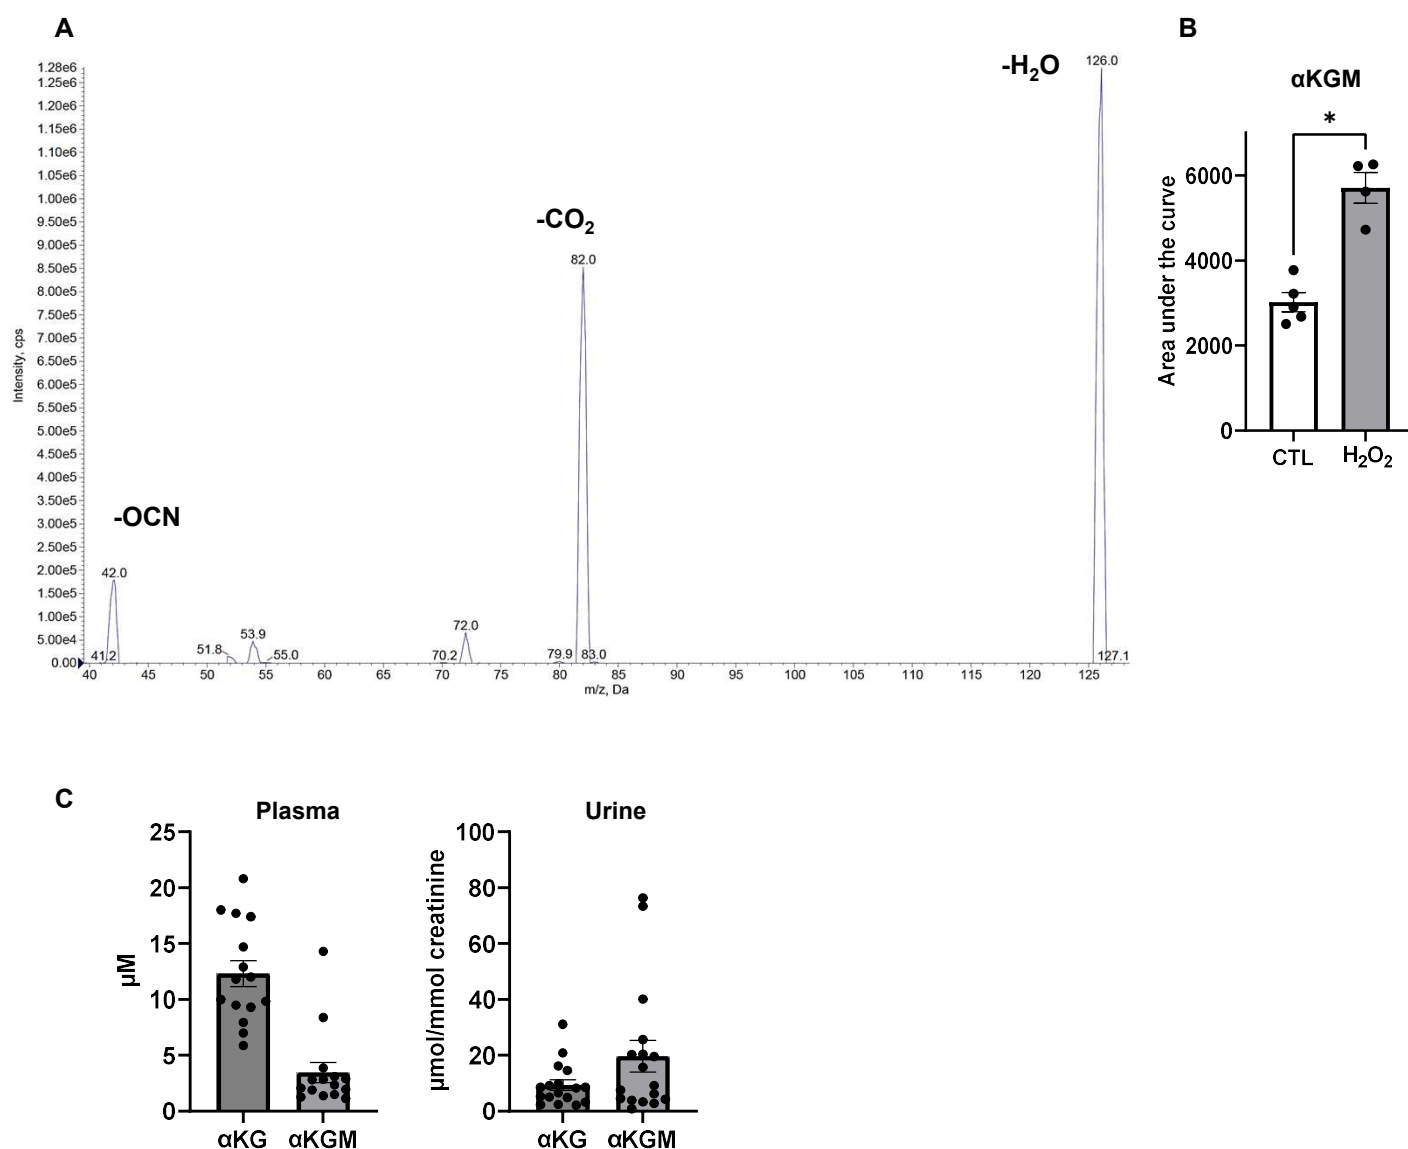 A
-H₂O
126.0
1.28e6
1.25e6
1.20e6
1.15e6
1.10e6
1.05e6
1.00e6
9.50e5
9.00e5
8.50e5
8.00e5
7.50e5
7.00e5
6.50e5
6.00e5
5.50e5
5.00e5
4.50e5
4.00e5
3.50e5
3.00e5
2.50e5
2.00e5
1.50e5
1.00e5
5.00e4
0.00
Intensity, cps
-CO₂
82.0
-OCN
42.0
41.2
51.8
53.9
55.0
70.2
72.0
79.9
83.0
127.1
40 45 50 55 60 65 70 75 80 85 90 95 100 105 110 115 120 125
m/z, Da
B
αKGM
*
Area under the curve
6000
4000
2000
0
CTL H₂O₂
C
Plasma
µM
25
20
15
10
5
0
αKG αKGM
Urine
µmol/mmol creatinine
100
80
60
40
20
0
αKG αKGM